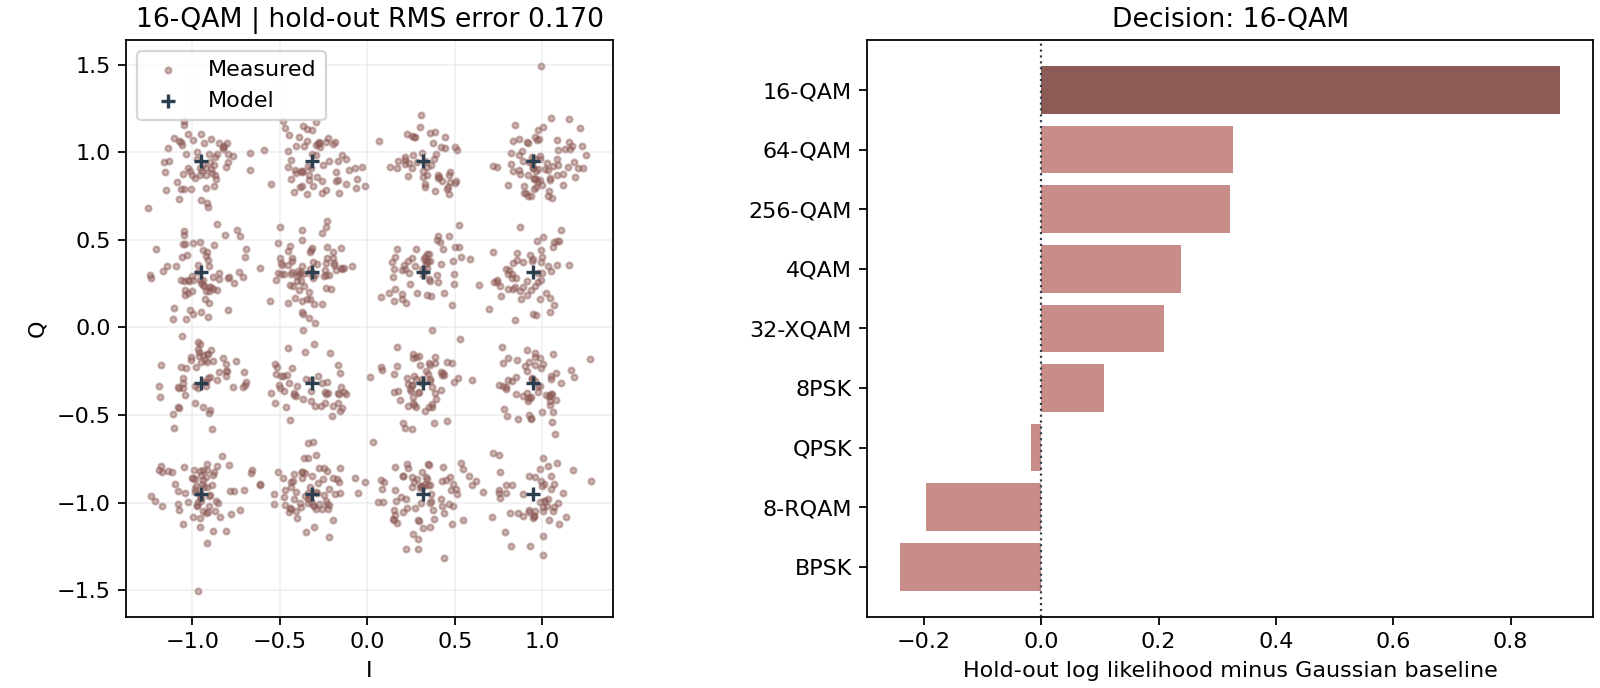 16-QAM | hold-out RMS error 0.170
Measured
Model
1.5
1.0
0.5
0.0
−0.5
−1.0
−1.5
Q
−1.0
−0.5
0.0
0.5
1.0
I
Decision: 16-QAM
16-QAM
64-QAM
256-QAM
4QAM
32-XQAM
8PSK
QPSK
8-RQAM
BPSK
−0.2
0.0
0.2
0.4
0.6
0.8
Hold-out log likelihood minus Gaussian baseline